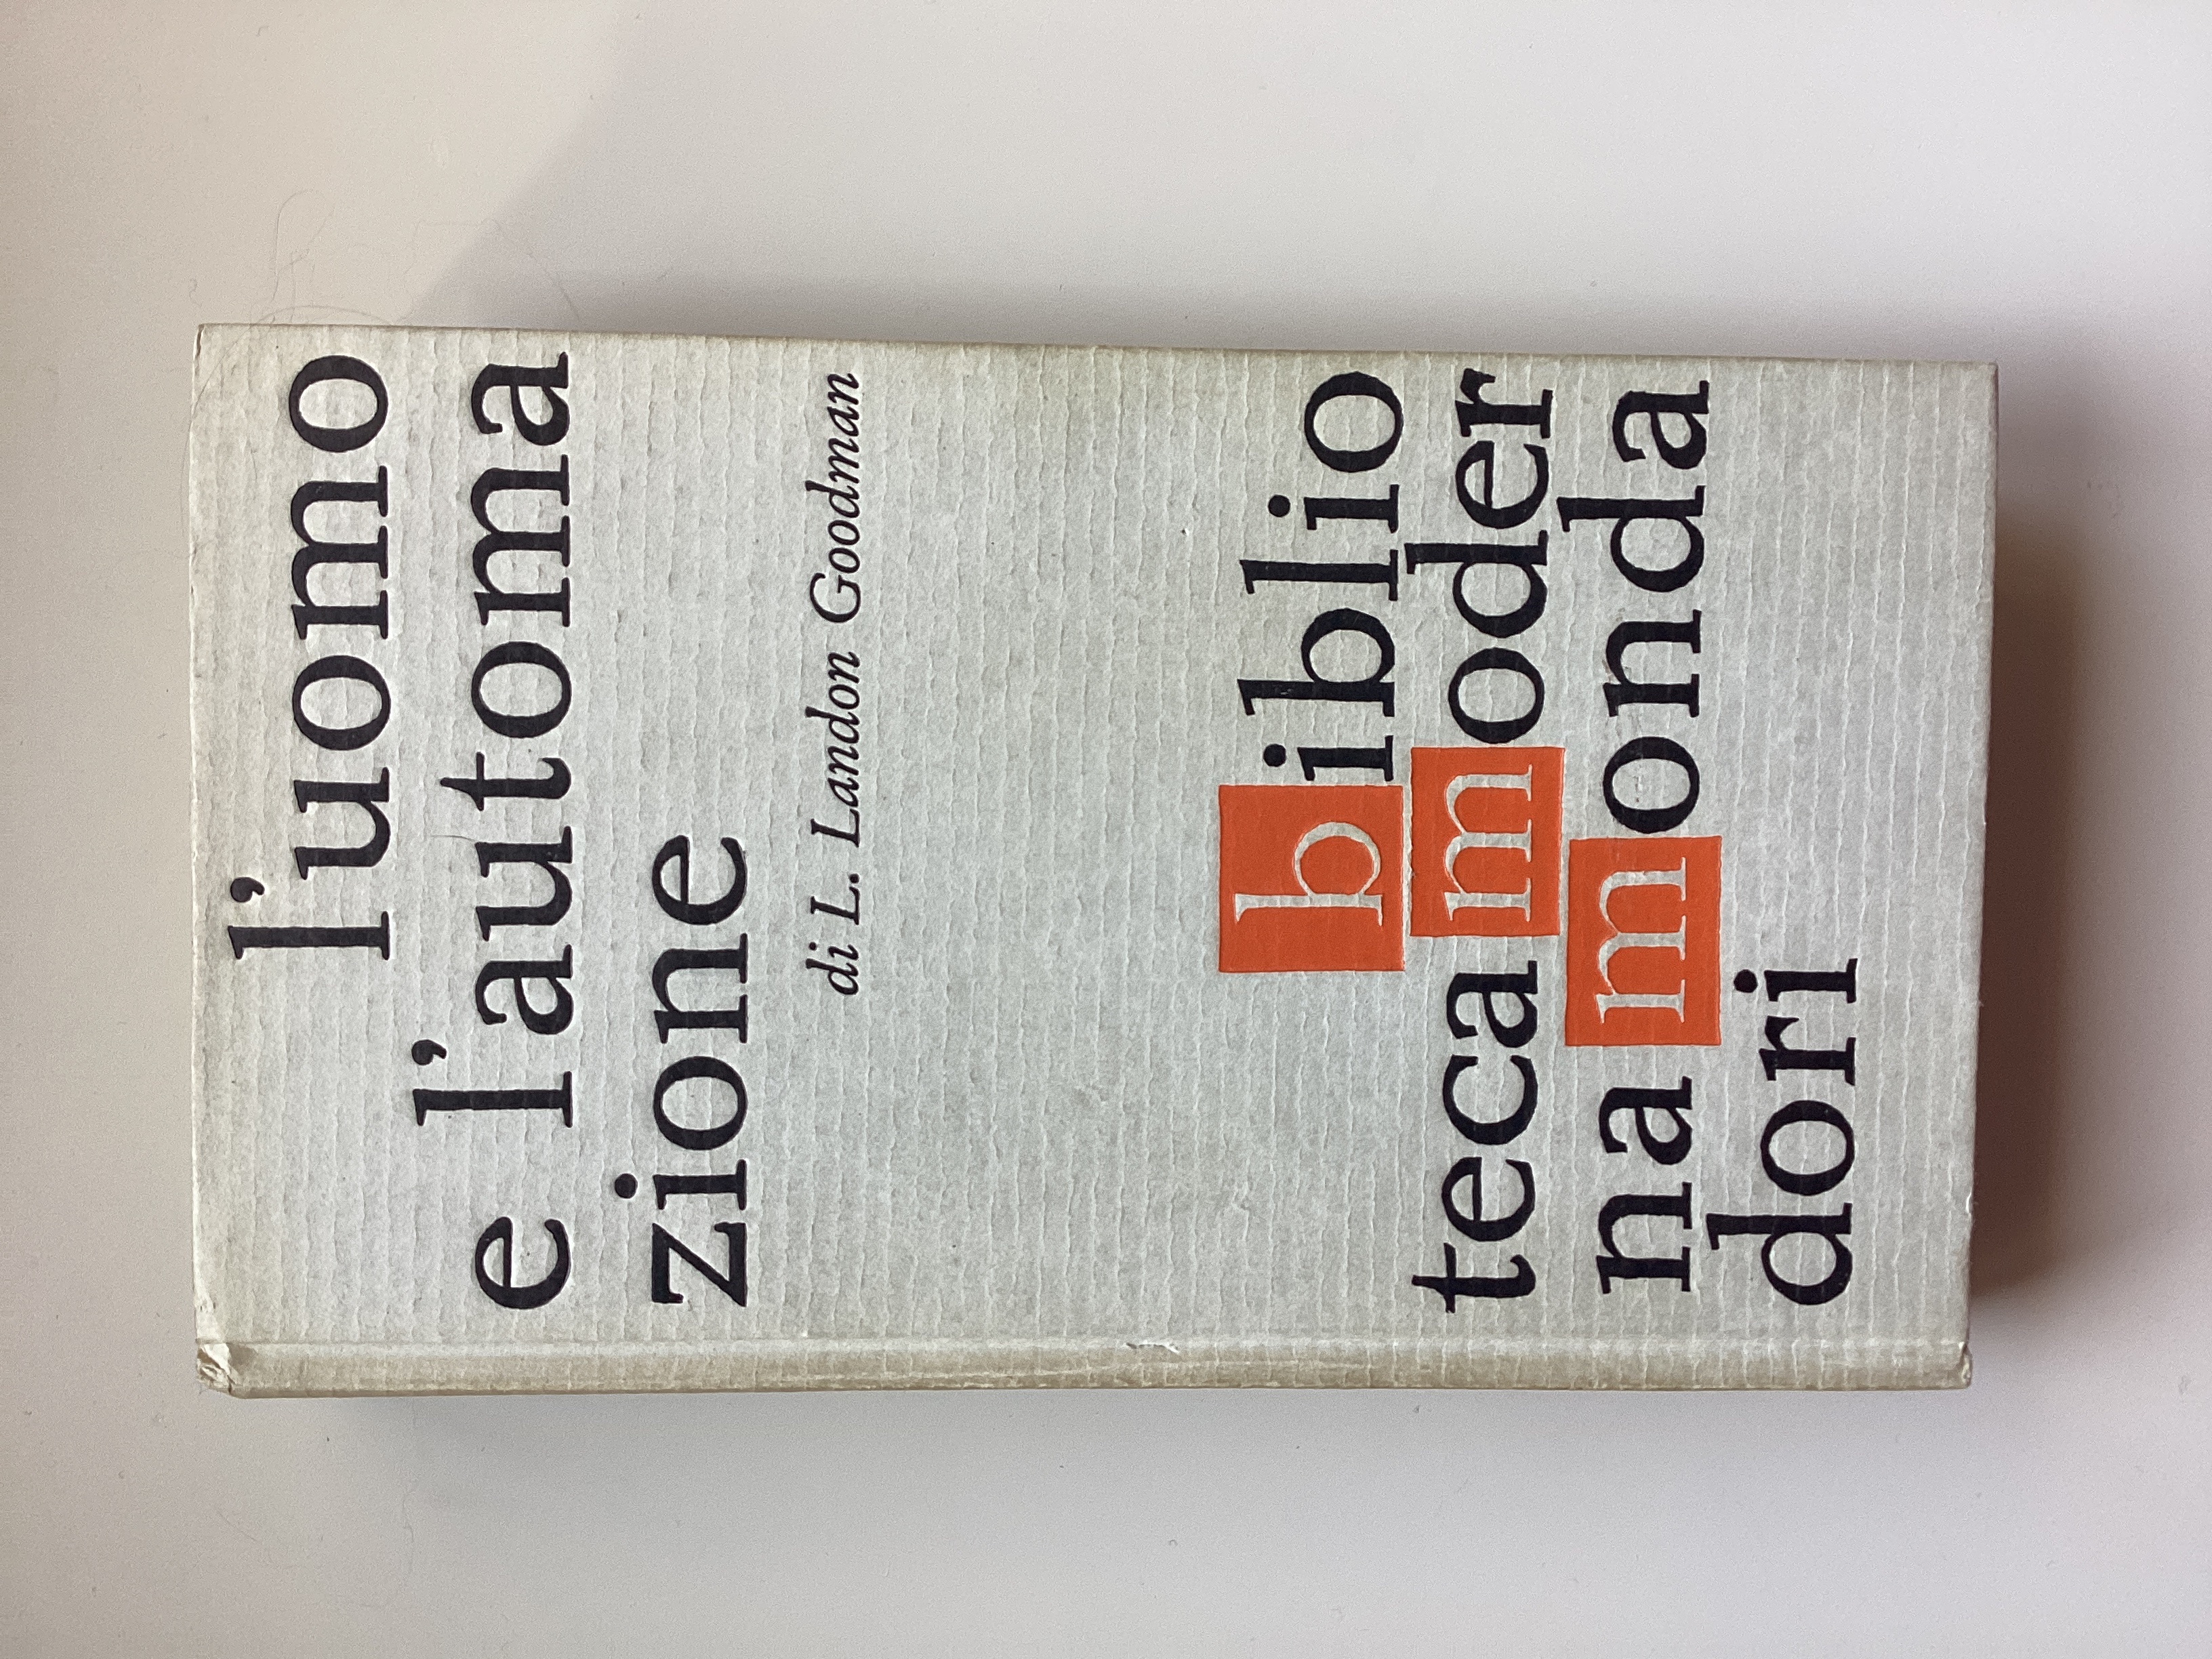 l'uomo
e l'automa
zione
di L. Landon Goodman
biblio
teca moder
na monda
dori